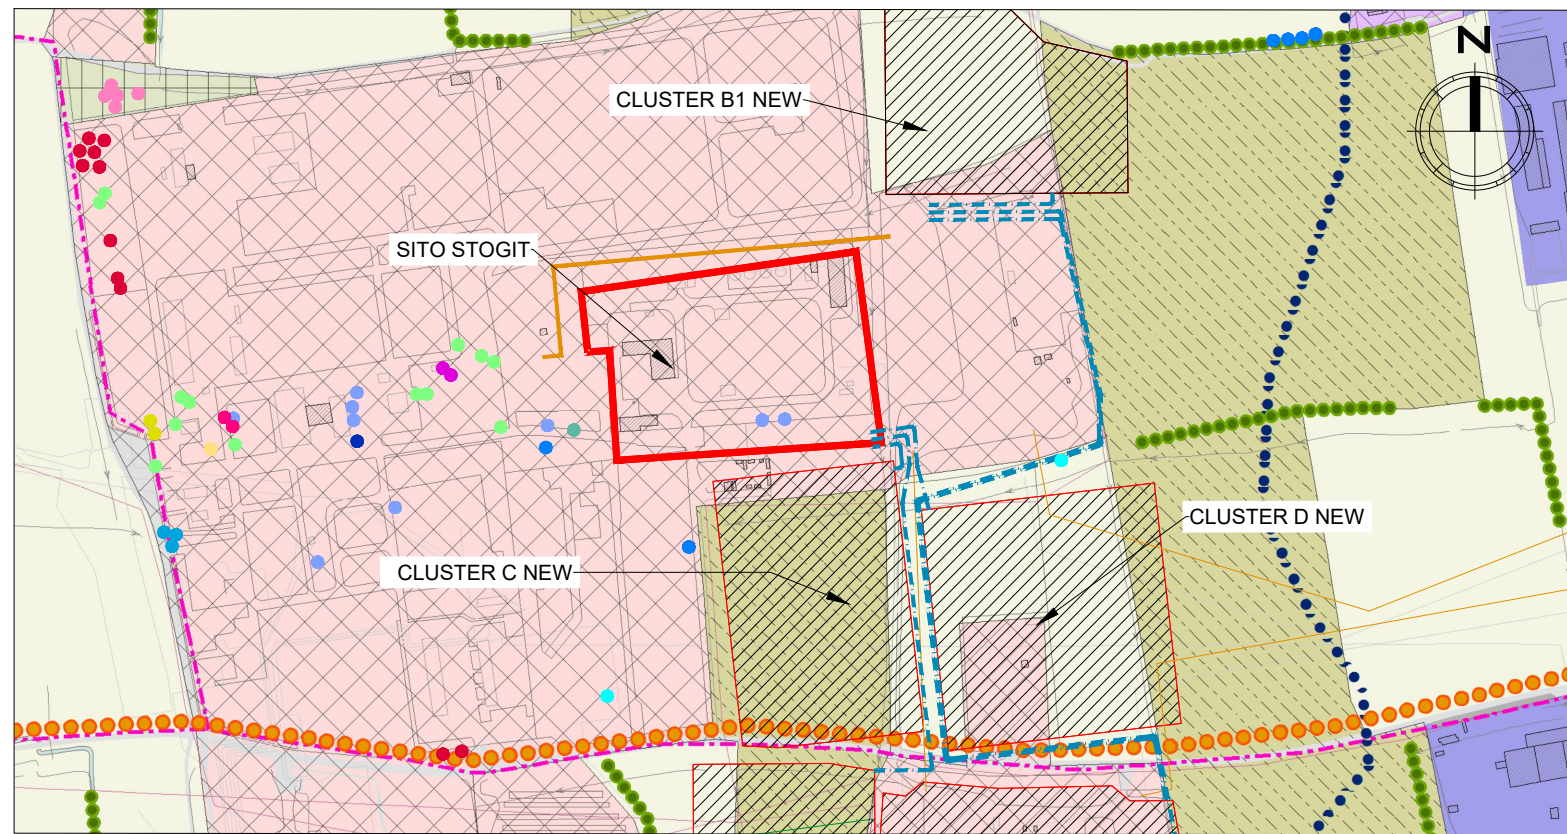 N
CLUSTER B1 NEW
SITO STOGIT
CLUSTER D NEW
CLUSTER C NEW